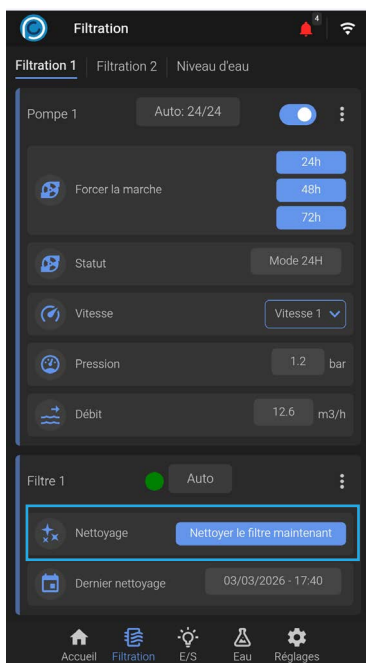 Filtration
4
Filtration 1 Filtration 2 Niveau d'eau
Pompe 1 Auto: 24/24
24h
Forcer la marche 48h
72h
Statut Mode 24H
Vitesse Vitesse 1
Pression 1.2 bar
Débit 12.6 m3/h
Filtre 1 Auto
Nettoyage Nettoyer le filtre maintenant
Dernier nettoyage 03/03/2026 - 17:40
Accueil Filtration E/S Eau Réglages